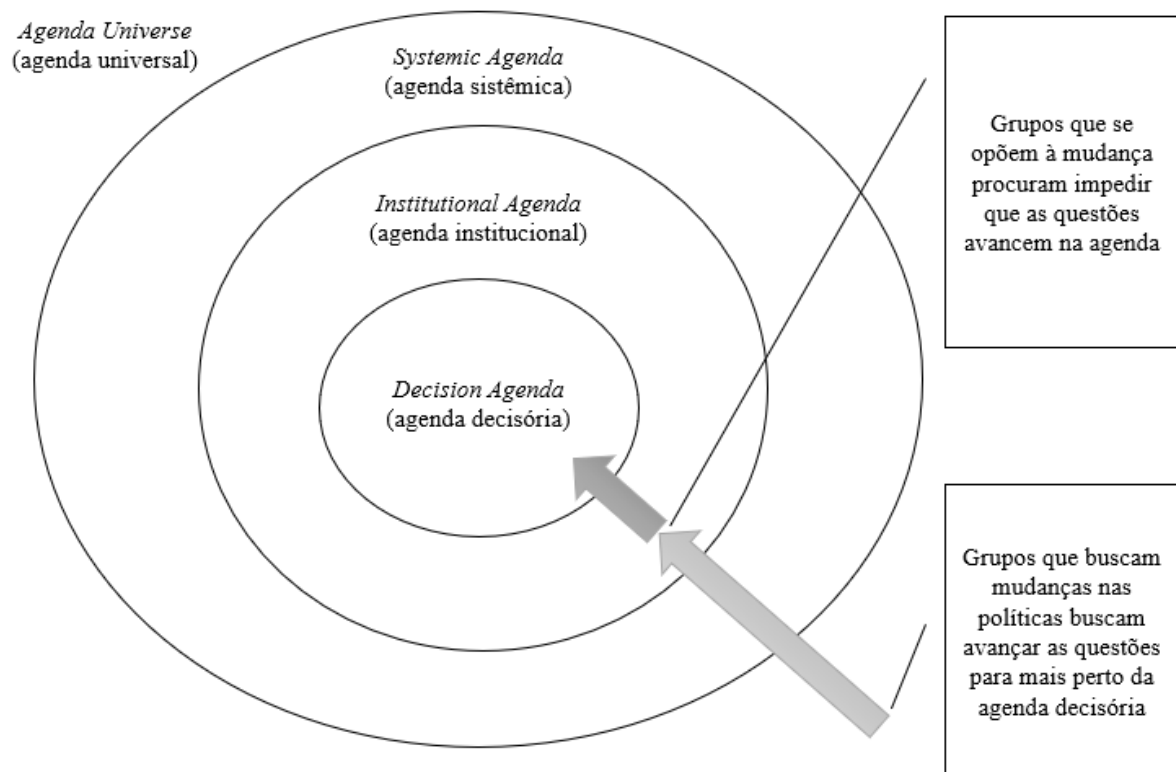 Agenda Universe
(agenda universal)
Systemic Agenda
(agenda sistêmica)
Institutional Agenda
(agenda institucional)
Decision Agenda
(agenda decisória)
Grupos que se
opõem à mudança
procuram impedir
que as questões
avancem na agenda
Grupos que buscam
mudanças nas
políticas buscam
avançar as questões
para mais perto da
agenda decisória